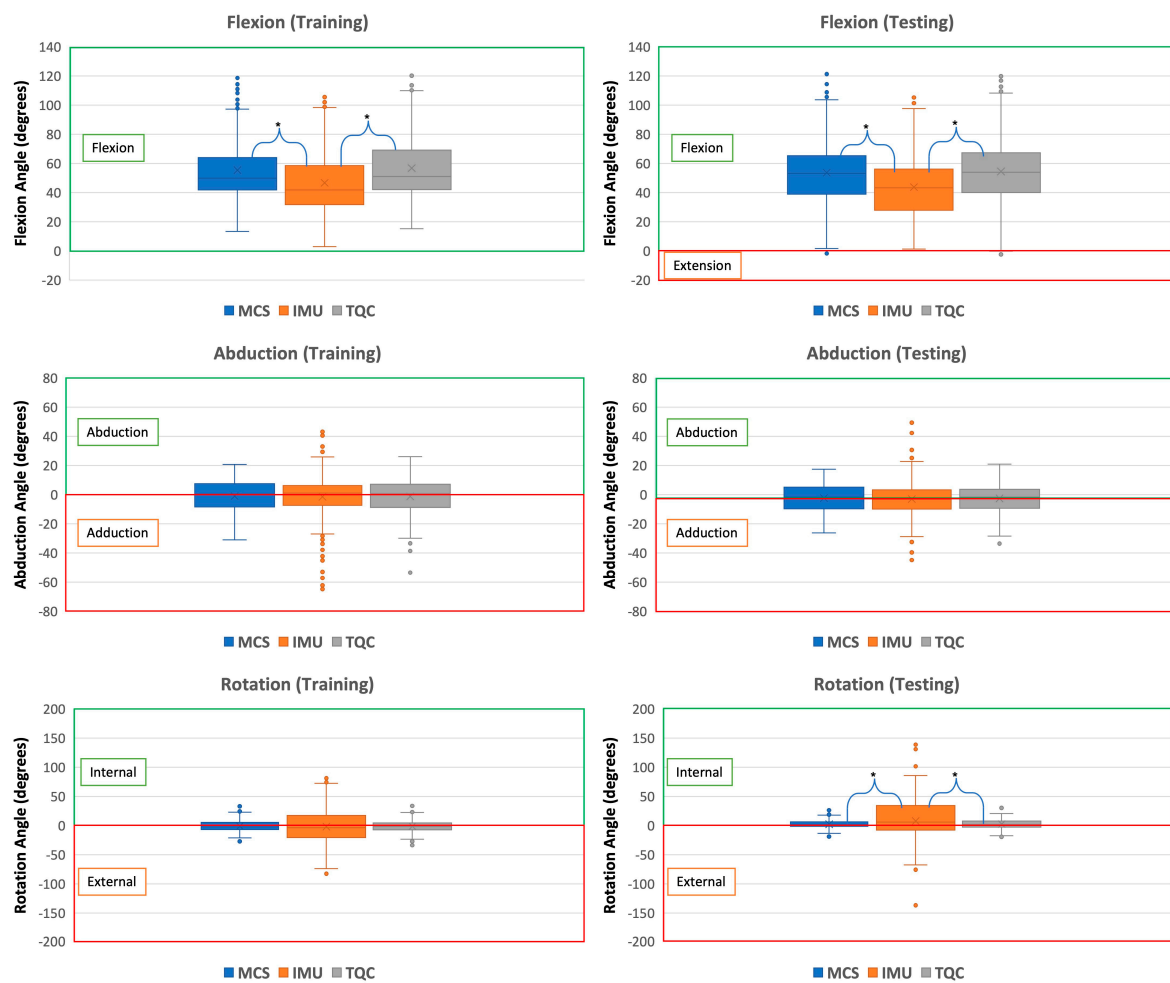 Flexion (Training)
Flexion Angle (degrees)
140
120
100
80
60
40
20
0
-20
Flexion
*
*
MCS IMU TQC
Flexion (Testing)
Flexion Angle (degrees)
140
120
100
80
60
40
20
0
-20
Flexion
Extension
*
*
MCS IMU TQC
Abduction (Training)
Abduction Angle (degrees)
80
60
40
20
0
-20
-40
-60
-80
Abduction
Adduction
MCS IMU TQC
Abduction (Testing)
Abduction Angle (degrees)
80
60
40
20
0
-20
-40
-60
-80
Abduction
Adduction
MCS IMU TQC
Rotation (Training)
Rotation Angle (degrees)
200
150
100
50
0
-50
-100
-150
-200
Internal
External
MCS IMU TQC
Rotation (Testing)
Rotation Angle (degrees)
200
150
100
50
0
-50
-100
-150
-200
Internal
External
*
*
MCS IMU TQC